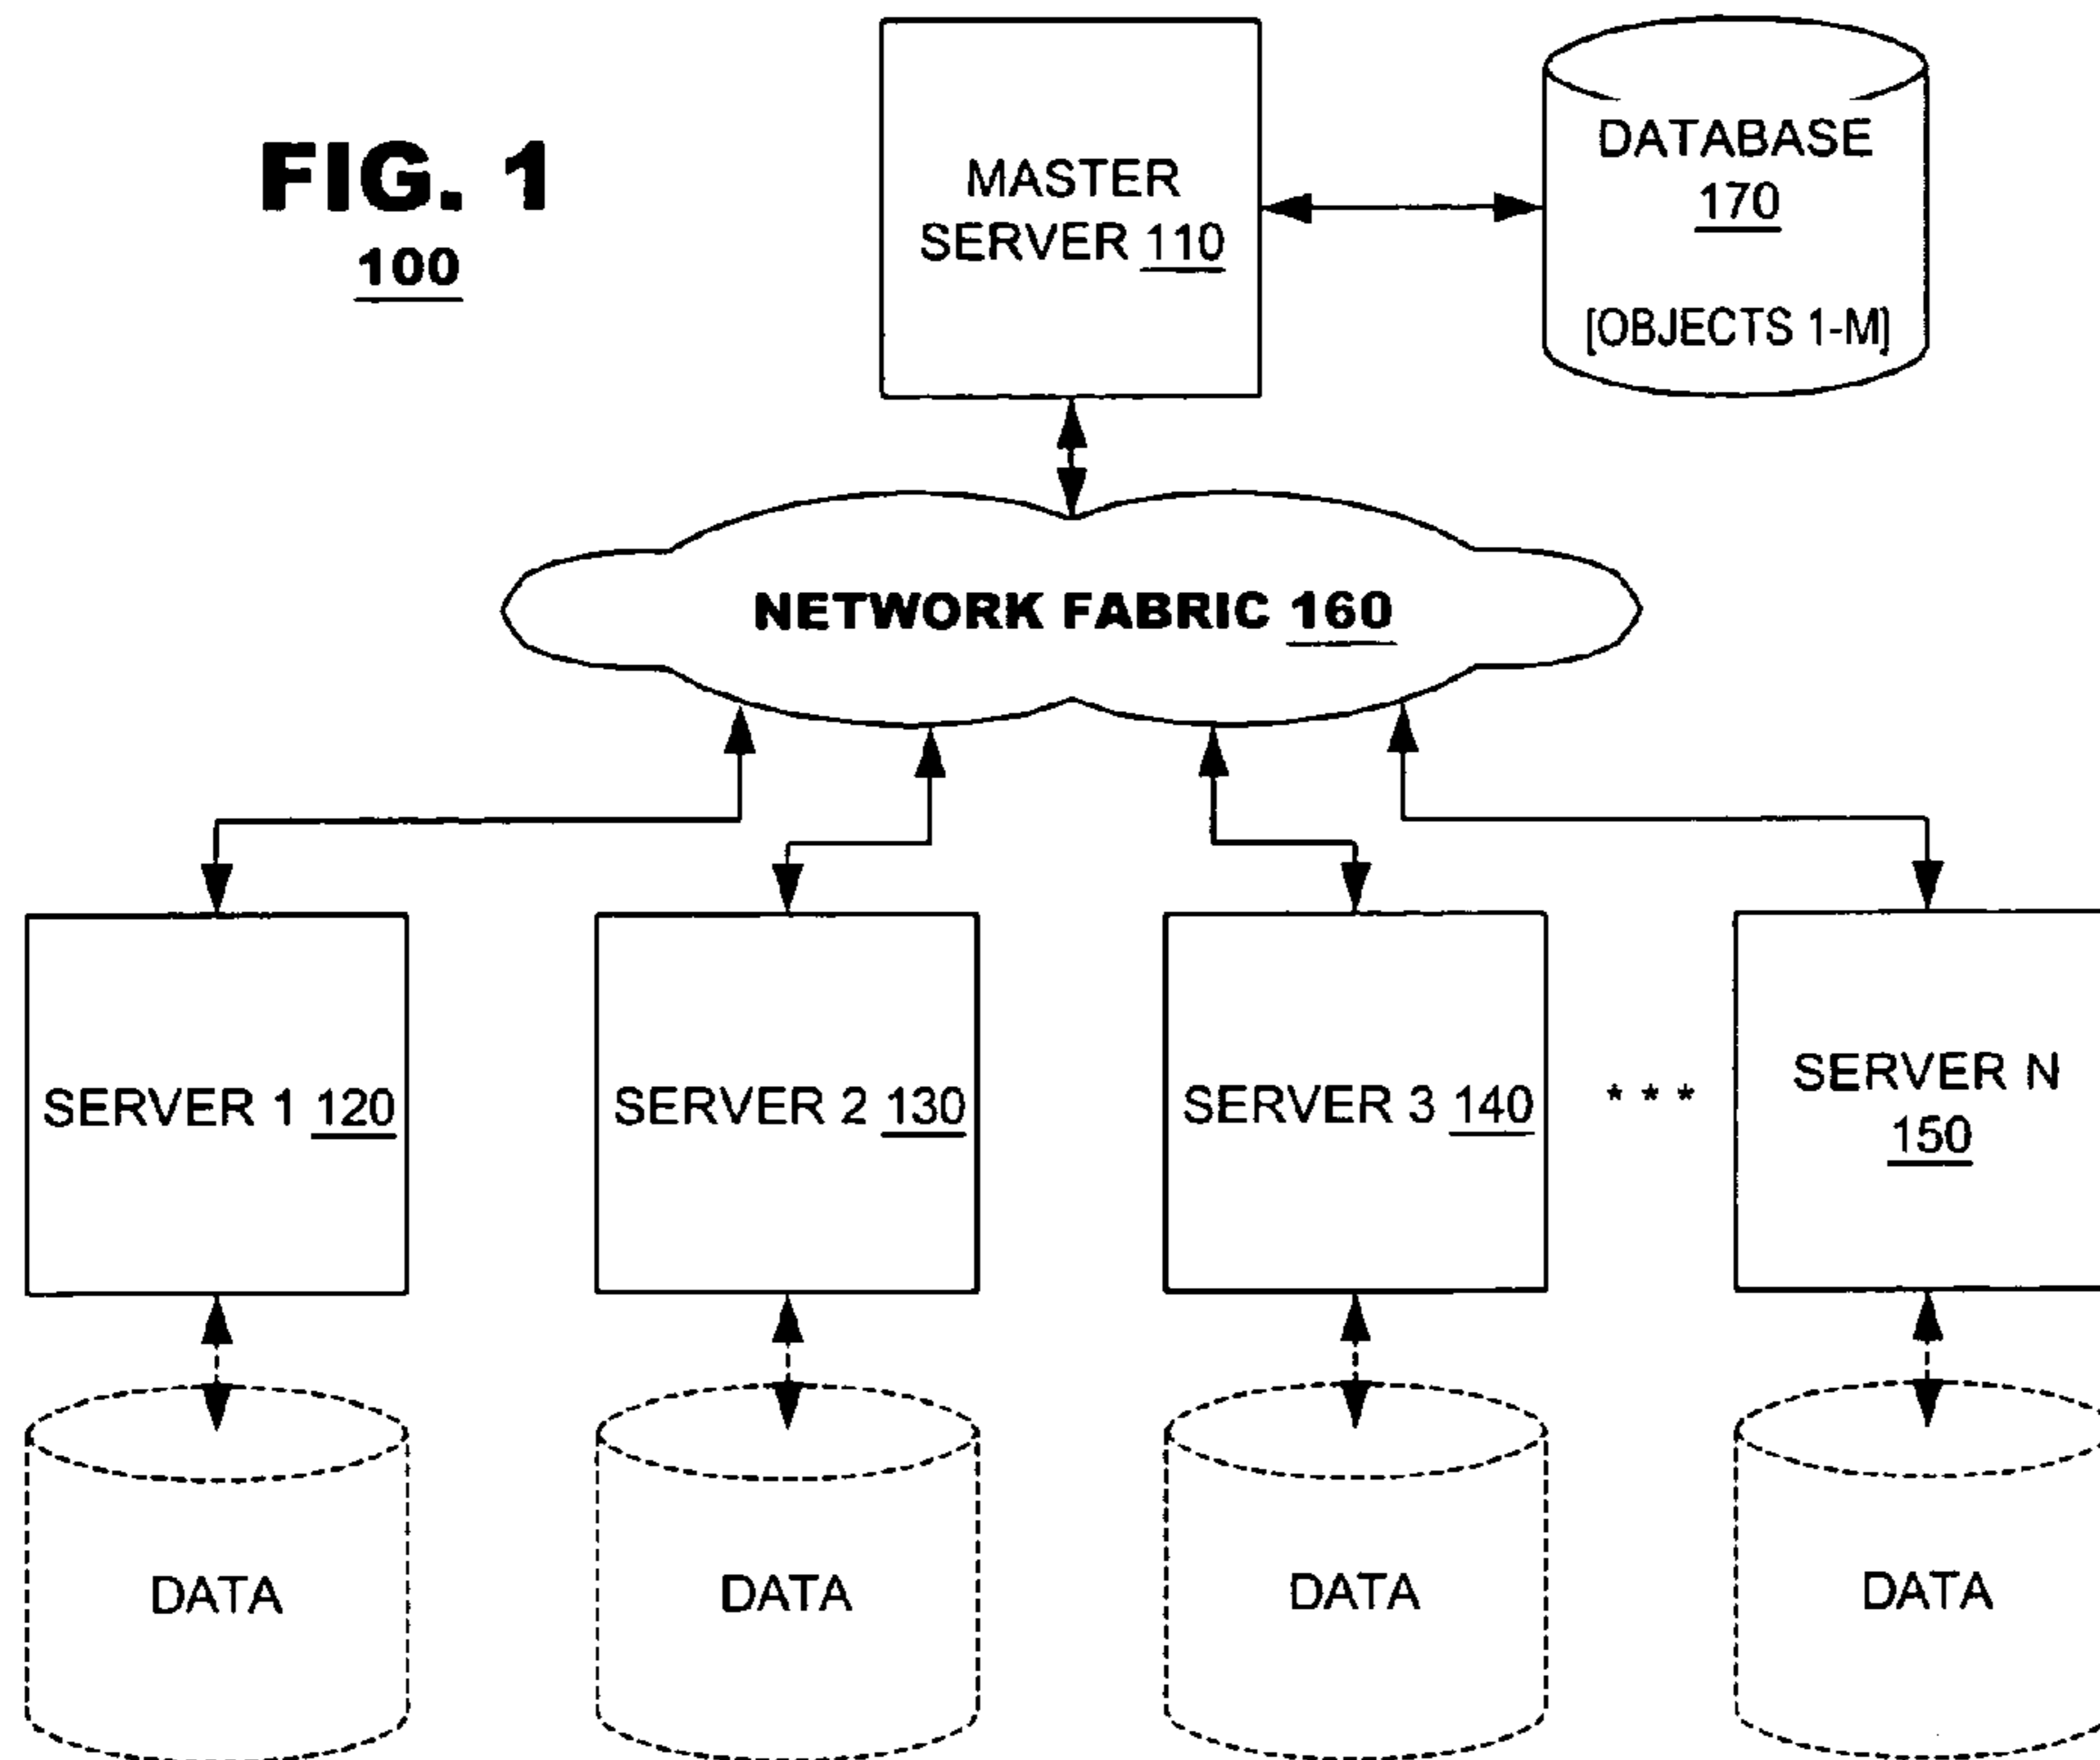 FIG. 1
100
MASTER
SERVER 110
DATABASE
170
[OBJECTS 1-M]
NETWORK FABRIC 160
SERVER 1 120
SERVER 2 130
SERVER 3 140
* * *
SERVER N
150
DATA
DATA
DATA
DATA